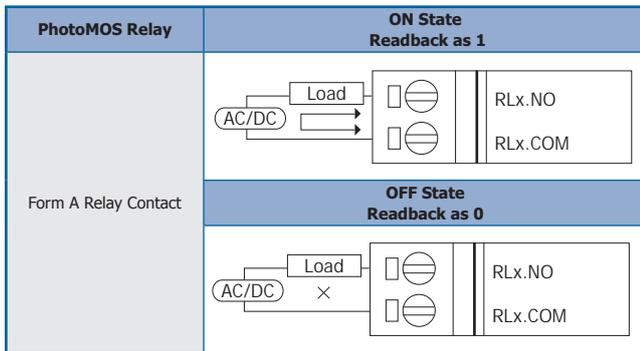 PhotoMOS Relay
ON State
Readback as 1
Form A Relay Contact
Load
AC/DC
RLx.NO
RLx.COM
OFF State
Readback as 0
Load
AC/DC
RLx.NO
RLx.COM